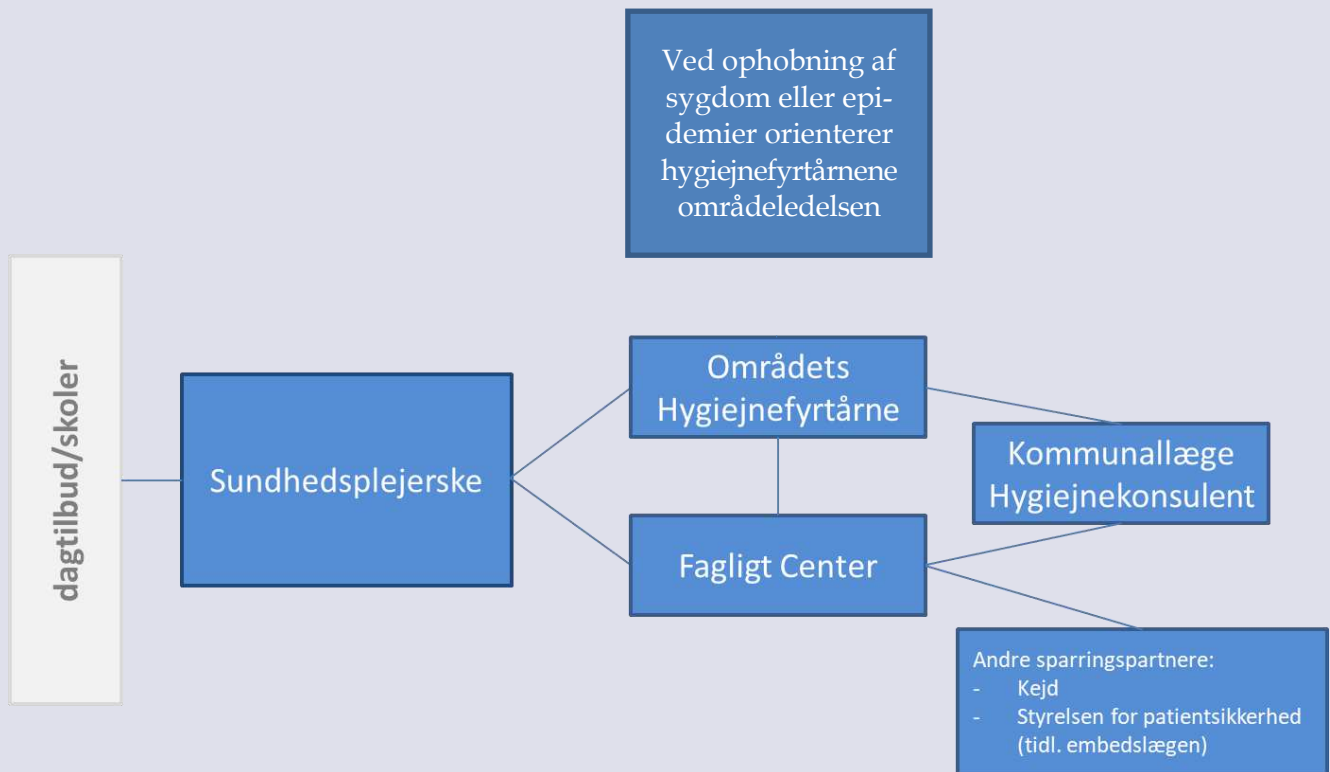 Ved ophobning af
sygdom eller epi-
demier orienterer
hygiejnefyrtårnene
områdeledelsen
dagtilbud/skoler
Sundhedsplejerske
Områdets
Hygiejnefyrtårne
Fagligt Center
Kommunallæge
Hygiejnekonsulent
Andre sparringspartnere:
- Kejd
- Styrelsen for patientsikkerhed
(tidl. embedslægen)